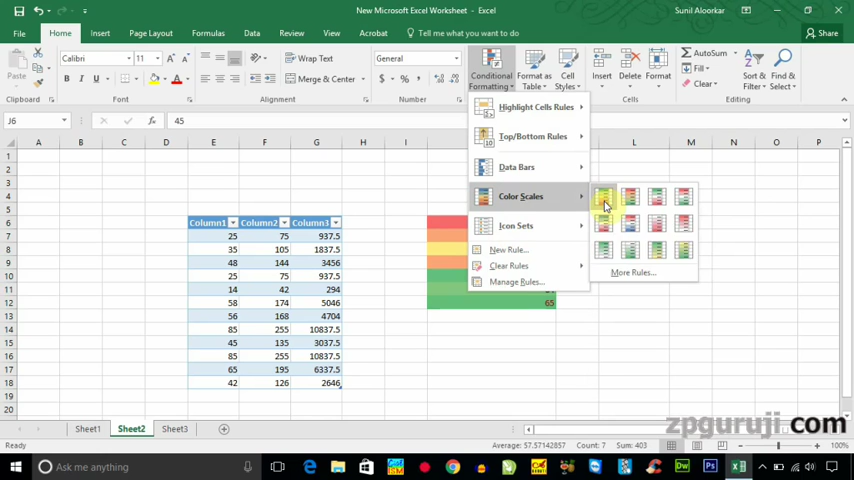 New Microsoft Excel Worksheet - Excel
Sunil Aloorkar
File Home Insert Page Layout Formulas Data Review View Acrobat Tell me what you want to do Share
Paste
Calibri 11 A A
B I U A
Wrap Text
Merge & Center
General
$ %
Conditional Formatting
Format as Table
Cell Styles
Insert Delete Format
AutoSum
Fill
Clear
Sort & Filter
Find & Select
Clipboard Font Alignment Number Cells Editing
J6 fx 45
A B C D E F G H I L M N O P
Highlight Cells Rules
Top/Bottom Rules
Data Bars
Color Scales
Icon Sets
New Rule...
Clear Rules
Manage Rules...
More Rules...
1
2
3
4
5
6 Column1 Column2 Column3
7 25 75 937.5
8 35 105 1837.5
9 48 144 3456
10 25 75 937.5
11 14 42 294
12 58 174 5046 65
13 56 168 4704
14 85 255 10837.5
15 45 135 3037.5
16 85 255 10837.5
17 65 195 6337.5
18 42 126 2646
19
20
zpguruji.com
Sheet1 Sheet2 Sheet3
Ready Average: 57.57142857 Count: 7 Sum: 403 100%
Ask me anything